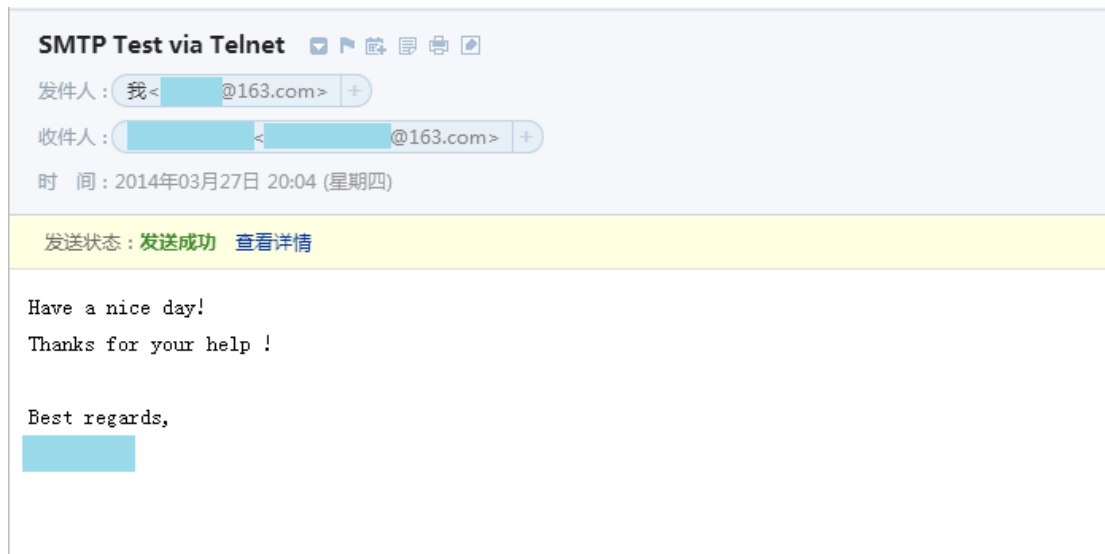 SMTP Test via Telnet
发件人：我<@163.com> +
收件人：<@163.com> +
时 间：2014年03月27日 20:04 (星期四)
发送状态：发送成功 查看详情
Have a nice day!
Thanks for your help !
Best regards,